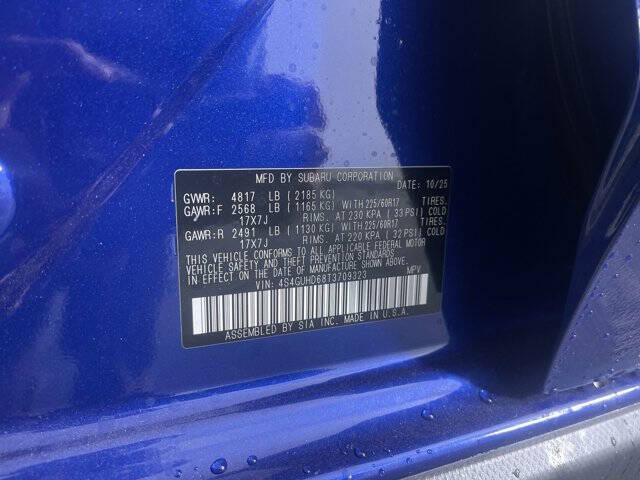 MFD BY SUBARU CORPORATION DATE: 10/25
GVWR: 4817 LB (2185 KG)
GAWR:F 2568 LB (1165 KG) WITH 225/60R17 TIRES.
17X7J RIMS. AT 230 KPA (33 PSI) COLD
GAWR:R 2491 LB (1130 KG) WITH 225/60R17 TIRES.
17X7J RIMS. AT 220 KPA (32 PSI) COLD
THIS VEHICLE CONFORMS TO ALL APPLICABLE FEDERAL MOTOR
VEHICLE SAFETY AND THEFT PREVENTION STANDARDS
IN EFFECT ON THE DATE OF MANUFACTURE SHOWN
ABOVE.
VIN: 4S4GUHD68T3709323 MPV
ASSEMBLED BY SIA INC. MADE IN U.S.A.